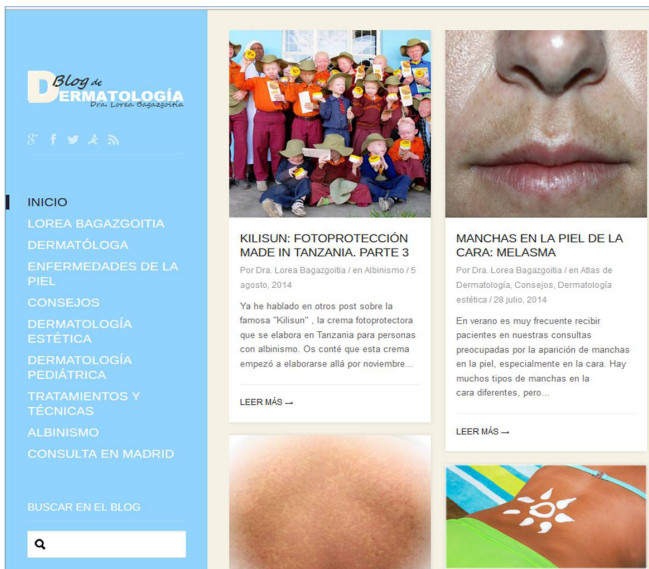 Blog de
DERMATOLOGÍA
Dra. Lorea Bagazgoitia
INICIO
LOREA BAGAZGOITIA
DERMATÓLOGA
ENFERMEDADES DE LA
PIEL
CONSEJOS
DERMATOLOGÍA
ESTÉTICA
DERMATOLOGÍA
PEDIÁTRICA
TRATAMIENTOS Y
TÉCNICAS
ALBINISMO
CONSULTA EN MADRID
BUSCAR EN EL BLOG
KILISUN: FOTOPROTECCIÓN
MADE IN TANZANIA. PARTE 3
Por Dra. Lorea Bagazgoitia / en Albinismo / 5
agosto, 2014
Ya he hablado en otros post sobre la
famosa "Kilisun" , la crema fotoprotectora
que se elabora en Tanzania para personas
con albinismo. Os conté que esta crema
empezó a elaborarse allá por noviembre...
LEER MÁS →
MANCHAS EN LA PIEL DE LA
CARA: MELASMA
Por Dra. Lorea Bagazgoitia / en Atlas de
Dermatología, Consejos, Dermatología
estética / 28 julio, 2014
En verano es muy frecuente recibir
pacientes en nuestras consultas
preocupadas por la aparición de manchas
en la piel, especialmente en la cara. Hay
muchos tipos de manchas en la
cara diferentes, pero...
LEER MÁS →